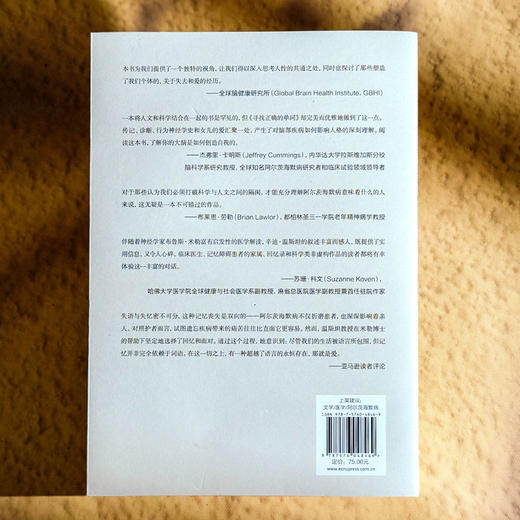 本书为我们提供了一个独特的视角，让我们得以深入思考人性的共通之处，同时也探讨了那些塑造
了我们个体的、关于失去和爱的经历。
——全球脑健康研究所（Global Brain Health Institute, GBHI）
一本将人文和科学结合在一起的书是罕见的，但《寻找正确的单词》却完美而优雅地做到了这一点。
传记、诊断、行为神经学史和女儿的爱汇聚一处，产生了对脑部疾病如何影响人格的深刻理解。阅
读这本书，了解你的大脑是如何创造自我的。
——杰弗里·卡明斯（Jeffrey Cummings），内华达大学拉斯维加斯分校
脑科学系研究教授，全球知名阿尔茨海默病研究者和临床试验领域领导者
对于那些认为我们必须打破科学与人文之间的隔阂，才能充分理解阿尔茨海默病意味着什么的人
来说，这无疑是一本不可错过的作品。
——布莱恩·劳勒（Brian Lawlor），都柏林圣三一学院老年精神病学教授
伴随着神经学家布鲁斯·米勒富有启发性的医学解读，辛迪·温斯坦的叙述丰富而感人，既提供了实
用信息，又令人心碎。临床医生、记忆障碍患者的家属、回忆录和科学类非虚构作品的读者都将有幸体
验这一丰富的对话。
——苏珊·科文（Suzanne Koven），
哈佛大学医学院全球健康与社会医学系副教授，麻省总医院医学副教授兼首任驻院作家
失语与失忆密不可分，这种记忆丧失是双向的——阿尔茨海默病不仅折磨患者，也深深影响着亲
人。对照护者而言，试图遗忘疾病带来的痛苦往往比直面它更容易。然而，温斯坦教授在米勒博士
的帮助下坚定地选择了回忆和面对。通过这个过程，她意识到：尽管我们的生活被语言所包围，但记
忆并非完全依赖于词语。在这一切之上，有一种超越了语言的永恒存在，那就是爱。
——亚马逊读者评论
上架建议：
文学/医学/阿尔茨海默病
ISBN 978-7-5760-4846-9
9 787576 048469 >
定价：75.00元
www.ecnupress.com.cn